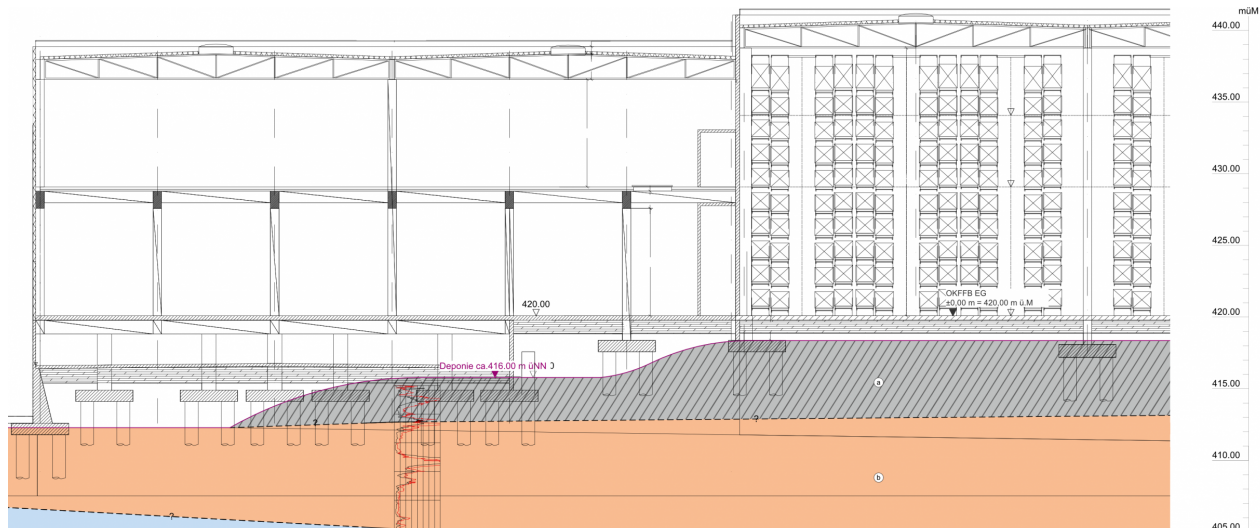 müM
440.00
435.00
430.00
425.00
420.00
OKFFB EG
±0.00 m = 420.00 m ü.M
420.00
Deponie ca.416.00 m üNN
a
415.00
?
?
410.00
b
?
405.00